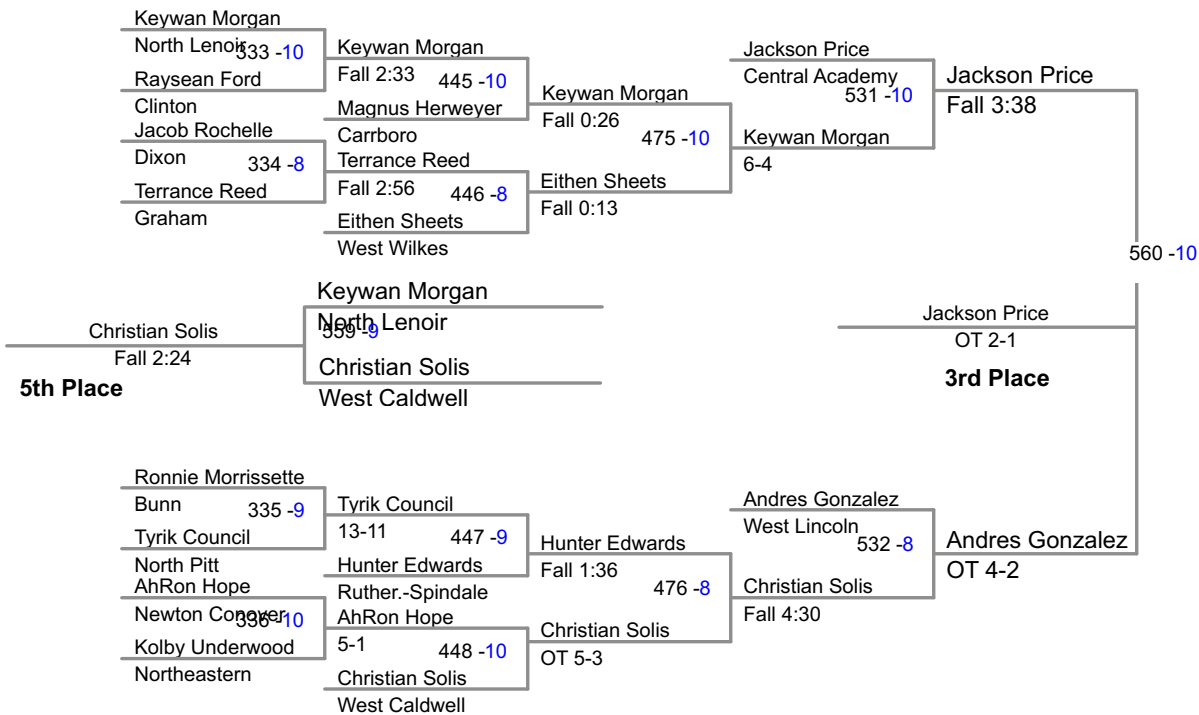 Keywan Morgan
North Lenoir
333 -10
Raysean Ford
Clinton
Jacob Rochelle
Dixon
334 -8
Terrance Reed
Graham
Keywan Morgan
Fall 2:33
445 -10
Magnus Herweyer
Carrboro
Terrance Reed
Fall 2:56
446 -8
Eithen Sheets
West Wilkes
Keywan Morgan
Fall 0:26
475 -10
Eithen Sheets
Fall 0:13
Jackson Price
Central Academy
531 -10
Keywan Morgan
6-4
Jackson Price
Fall 3:38
560 -10
Keywan Morgan
North Lenoir
559 -9
Christian Solis
West Caldwell
Christian Solis
Fall 2:24
5th Place
Jackson Price
OT 2-1
3rd Place
Ronnie Morrissette
Bunn
335 -9
Tyrik Council
North Pitt
AhRon Hope
Newton Conover
336 -10
Kolby Underwood
Northeastern
Tyrik Council
13-11
447 -9
Hunter Edwards
Ruther.-Spindale
AhRon Hope
5-1
448 -10
Christian Solis
West Caldwell
Hunter Edwards
Fall 1:36
476 -8
Christian Solis
OT 5-3
Andres Gonzalez
West Lincoln
532 -8
Christian Solis
Fall 4:30
Andres Gonzalez
OT 4-2